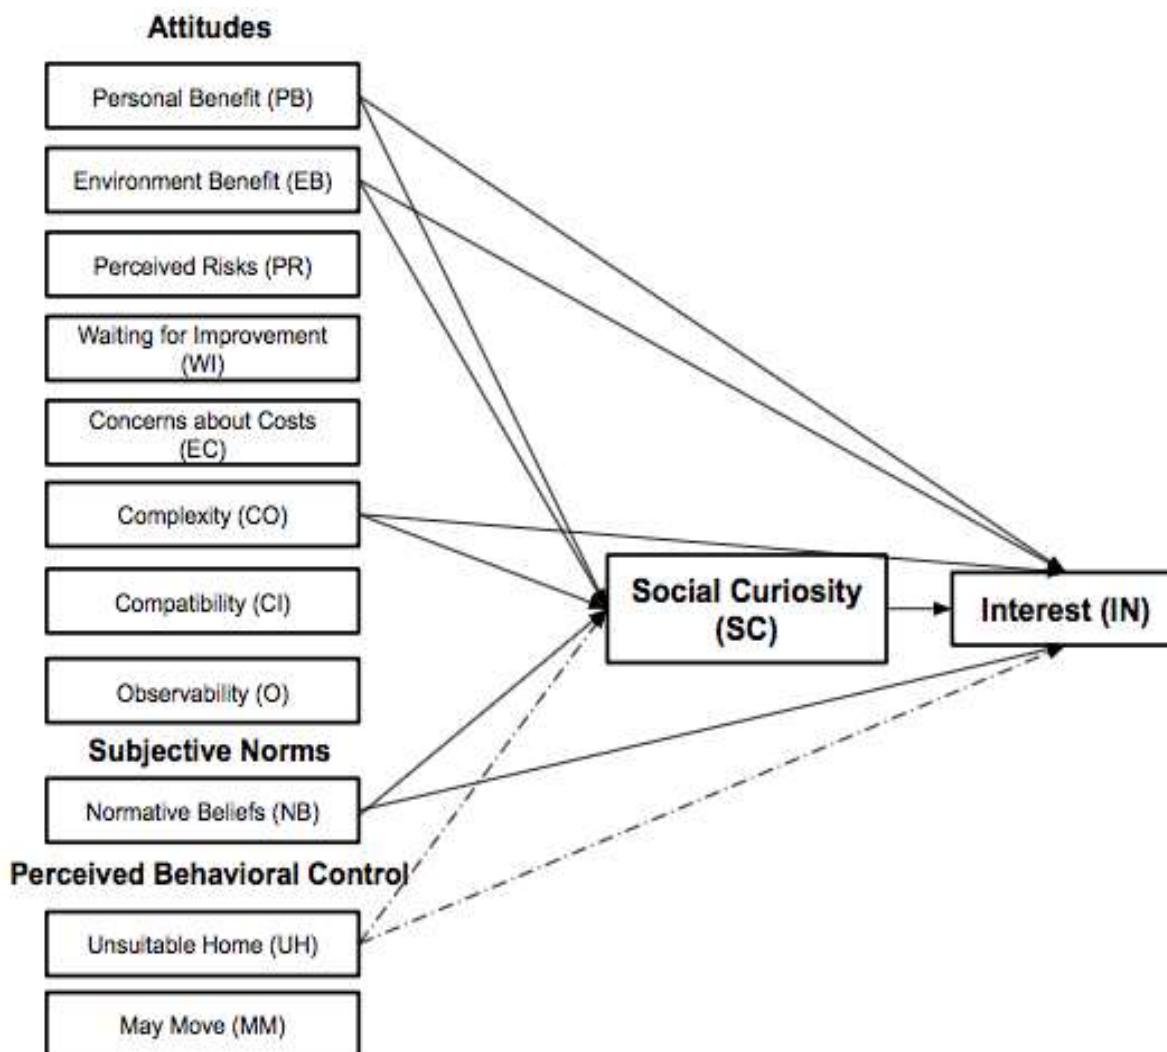 Attitudes
Personal Benefit (PB)
Environment Benefit (EB)
Perceived Risks (PR)
Waiting for Improvement
(WI)
Concerns about Costs
(EC)
Complexity (CO)
Compatibility (CI)
Observability (O)
Subjective Norms
Normative Beliefs (NB)
Perceived Behavioral Control
Unsuitable Home (UH)
May Move (MM)
Social Curiosity
(SC)
Interest (IN)